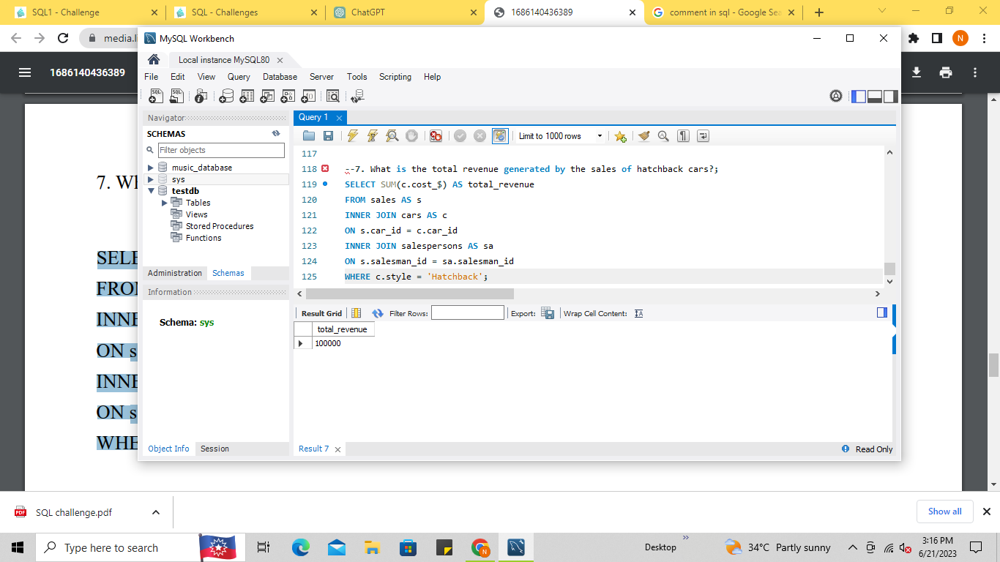 SQL1 - Challenge
SQL - Challenges
ChatGPT
1686140436389
comment in sql - Google Sea
media.l
N
1686140436389
MySQL Workbench
Local instance MySQL80
File Edit View Query Database Server Tools Scripting Help
Navigator
Query 1
SCHEMAS
Limit to 1000 rows
Filter objects
music_database
sys
testdb
Tables
Views
Stored Procedures
Functions
117
118 --7. What is the total revenue generated by the sales of hatchback cars?;
119 SELECT SUM(c.cost_$) AS total_revenue
120 FROM sales AS s
121 INNER JOIN cars AS c
122 ON s.car_id = c.car_id
123 INNER JOIN salespersons AS sa
124 ON s.salesman_id = sa.salesman_id
125 WHERE c.style = 'Hatchback';
Administration Schemas
Information
Schema: sys
Result Grid Filter Rows: Export: Wrap Cell Content:
total_revenue
100000
Object Info Session
Result 7
Read Only
7. Wh
SELE
FROM
INNE
ON s
INNE
ON s
WHE
SQL challenge.pdf
Show all
Type here to search
Desktop
34°C Partly sunny
3:16 PM
6/21/2023